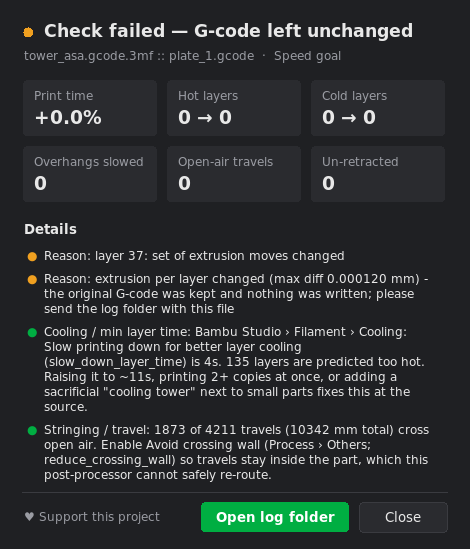 Check failed — G-code left unchanged
tower_asa.gcode.3mf :: plate_1.gcode · Speed goal
Print time
+0.0%
Hot layers
0 → 0
Cold layers
0 → 0
Overhangs slowed
0
Open-air travels
0
Un-retracted
0
Details
Reason: layer 37: set of extrusion moves changed
Reason: extrusion per layer changed (max diff 0.000120 mm) -
the original G-code was kept and nothing was written; please
send the log folder with this file
Cooling / min layer time: Bambu Studio › Filament › Cooling:
Slow printing down for better layer cooling
(slow_down_layer_time) is 4s. 135 layers are predicted too hot.
Raising it to ~11s, printing 2+ copies at once, or adding a
sacrificial "cooling tower" next to small parts fixes this at the
source.
Stringing / travel: 1873 of 4211 travels (10342 mm total) cross
open air. Enable Avoid crossing wall (Process › Others;
reduce_crossing_wall) so travels stay inside the part, which this
post-processor cannot safely re-route.
♥ Support this project
Open log folder
Close